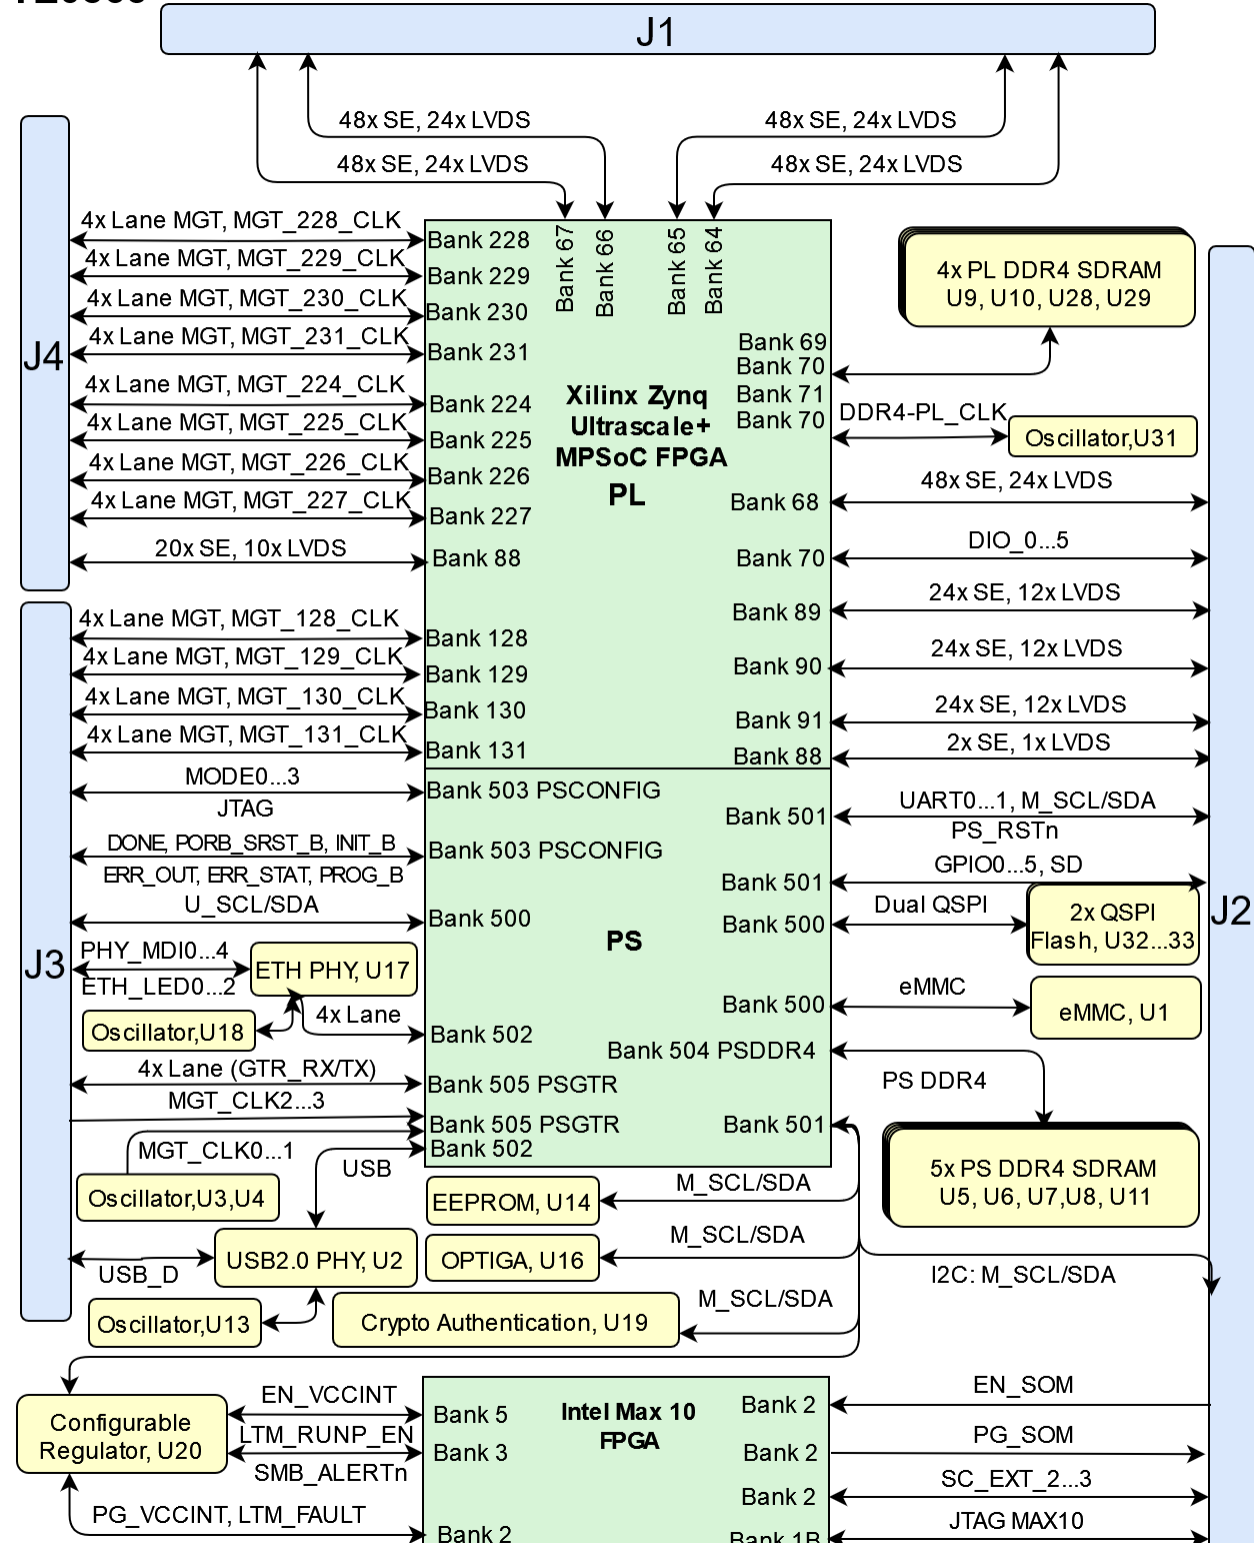 J1
48x SE, 24x LVDS
48x SE, 24x LVDS
48x SE, 24x LVDS
48x SE, 24x LVDS
J4
4x Lane MGT, MGT_228_CLK
4x Lane MGT, MGT_229_CLK
4x Lane MGT, MGT_230_CLK
4x Lane MGT, MGT_231_CLK
4x Lane MGT, MGT_224_CLK
4x Lane MGT, MGT_225_CLK
4x Lane MGT, MGT_226_CLK
4x Lane MGT, MGT_227_CLK
20x SE, 10x LVDS
Bank 228
Bank 229
Bank 230
Bank 231
Bank 224
Bank 225
Bank 226
Bank 227
Bank 88
Bank 67
Bank 66
Bank 65
Bank 64
Xilinx Zynq
Ultrascale+
MPSoC FPGA
PL
Bank 69
Bank 70
Bank 71
Bank 70
Bank 68
Bank 70
Bank 89
Bank 90
Bank 91
Bank 88
4x PL DDR4 SDRAM
U9, U10, U28, U29
DDR4-PL_CLK
Oscillator,U31
48x SE, 24x LVDS
DIO_0...5
24x SE, 12x LVDS
24x SE, 12x LVDS
24x SE, 12x LVDS
2x SE, 1x LVDS
J3
4x Lane MGT, MGT_128_CLK
4x Lane MGT, MGT_129_CLK
4x Lane MGT, MGT_130_CLK
4x Lane MGT, MGT_131_CLK
MODE0...3
JTAG
DONE, PORB_SRST_B, INIT_B
ERR_OUT, ERR_STAT, PROG_B
U_SCL/SDA
PHY_MDI0...4
ETH_LED0...2
ETH PHY, U17
Oscillator,U18
4x Lane
4x Lane (GTR_RX/TX)
MGT_CLK2...3
MGT_CLK0...1
Oscillator,U3,U4
USB
USB2.0 PHY, U2
USB_D
Oscillator,U13
Bank 128
Bank 129
Bank 130
Bank 131
Bank 503 PSCONFIG
Bank 503 PSCONFIG
Bank 500
Bank 502
Bank 505 PSGTR
Bank 505 PSGTR
Bank 502
PS
Bank 501
Bank 501
Bank 500
Bank 500
Bank 504 PSDDR4
Bank 501
UART0...1, M_SCL/SDA
PS_RSTn
GPIO0...5, SD
Dual QSPI
2x QSPI
Flash, U32...33
J2
eMMC
eMMC, U1
PS DDR4
5x PS DDR4 SDRAM
U5, U6, U7,U8, U11
EEPROM, U14
M_SCL/SDA
OPTIGA, U16
M_SCL/SDA
Crypto Authentication, U19
M_SCL/SDA
I2C: M_SCL/SDA
Configurable
Regulator, U20
EN_VCCINT
LTM_RUNP_EN
SMB_ALERTn
PG_VCCINT, LTM_FAULT
Bank 5
Bank 3
Bank 2
Intel Max 10
FPGA
Bank 2
Bank 2
Bank 2
Bank 1B
EN_SOM
PG_SOM
SC_EXT_2...3
JTAG MAX10